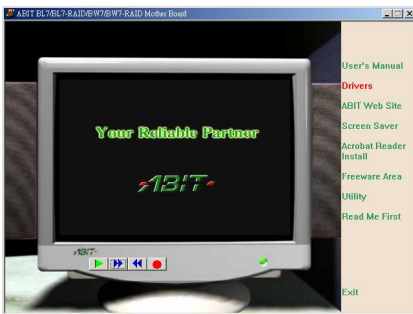 ABIT BL7/BL7-RAID/BW7/BW7-RAID Mother Board
Your Reliable Partner
ABIT
ABIT
User's Manual
Drivers
ABIT Web Site
Screen Saver
Acrobat Reader
Install
Freeware Area
Utility
Read Me First
Exit